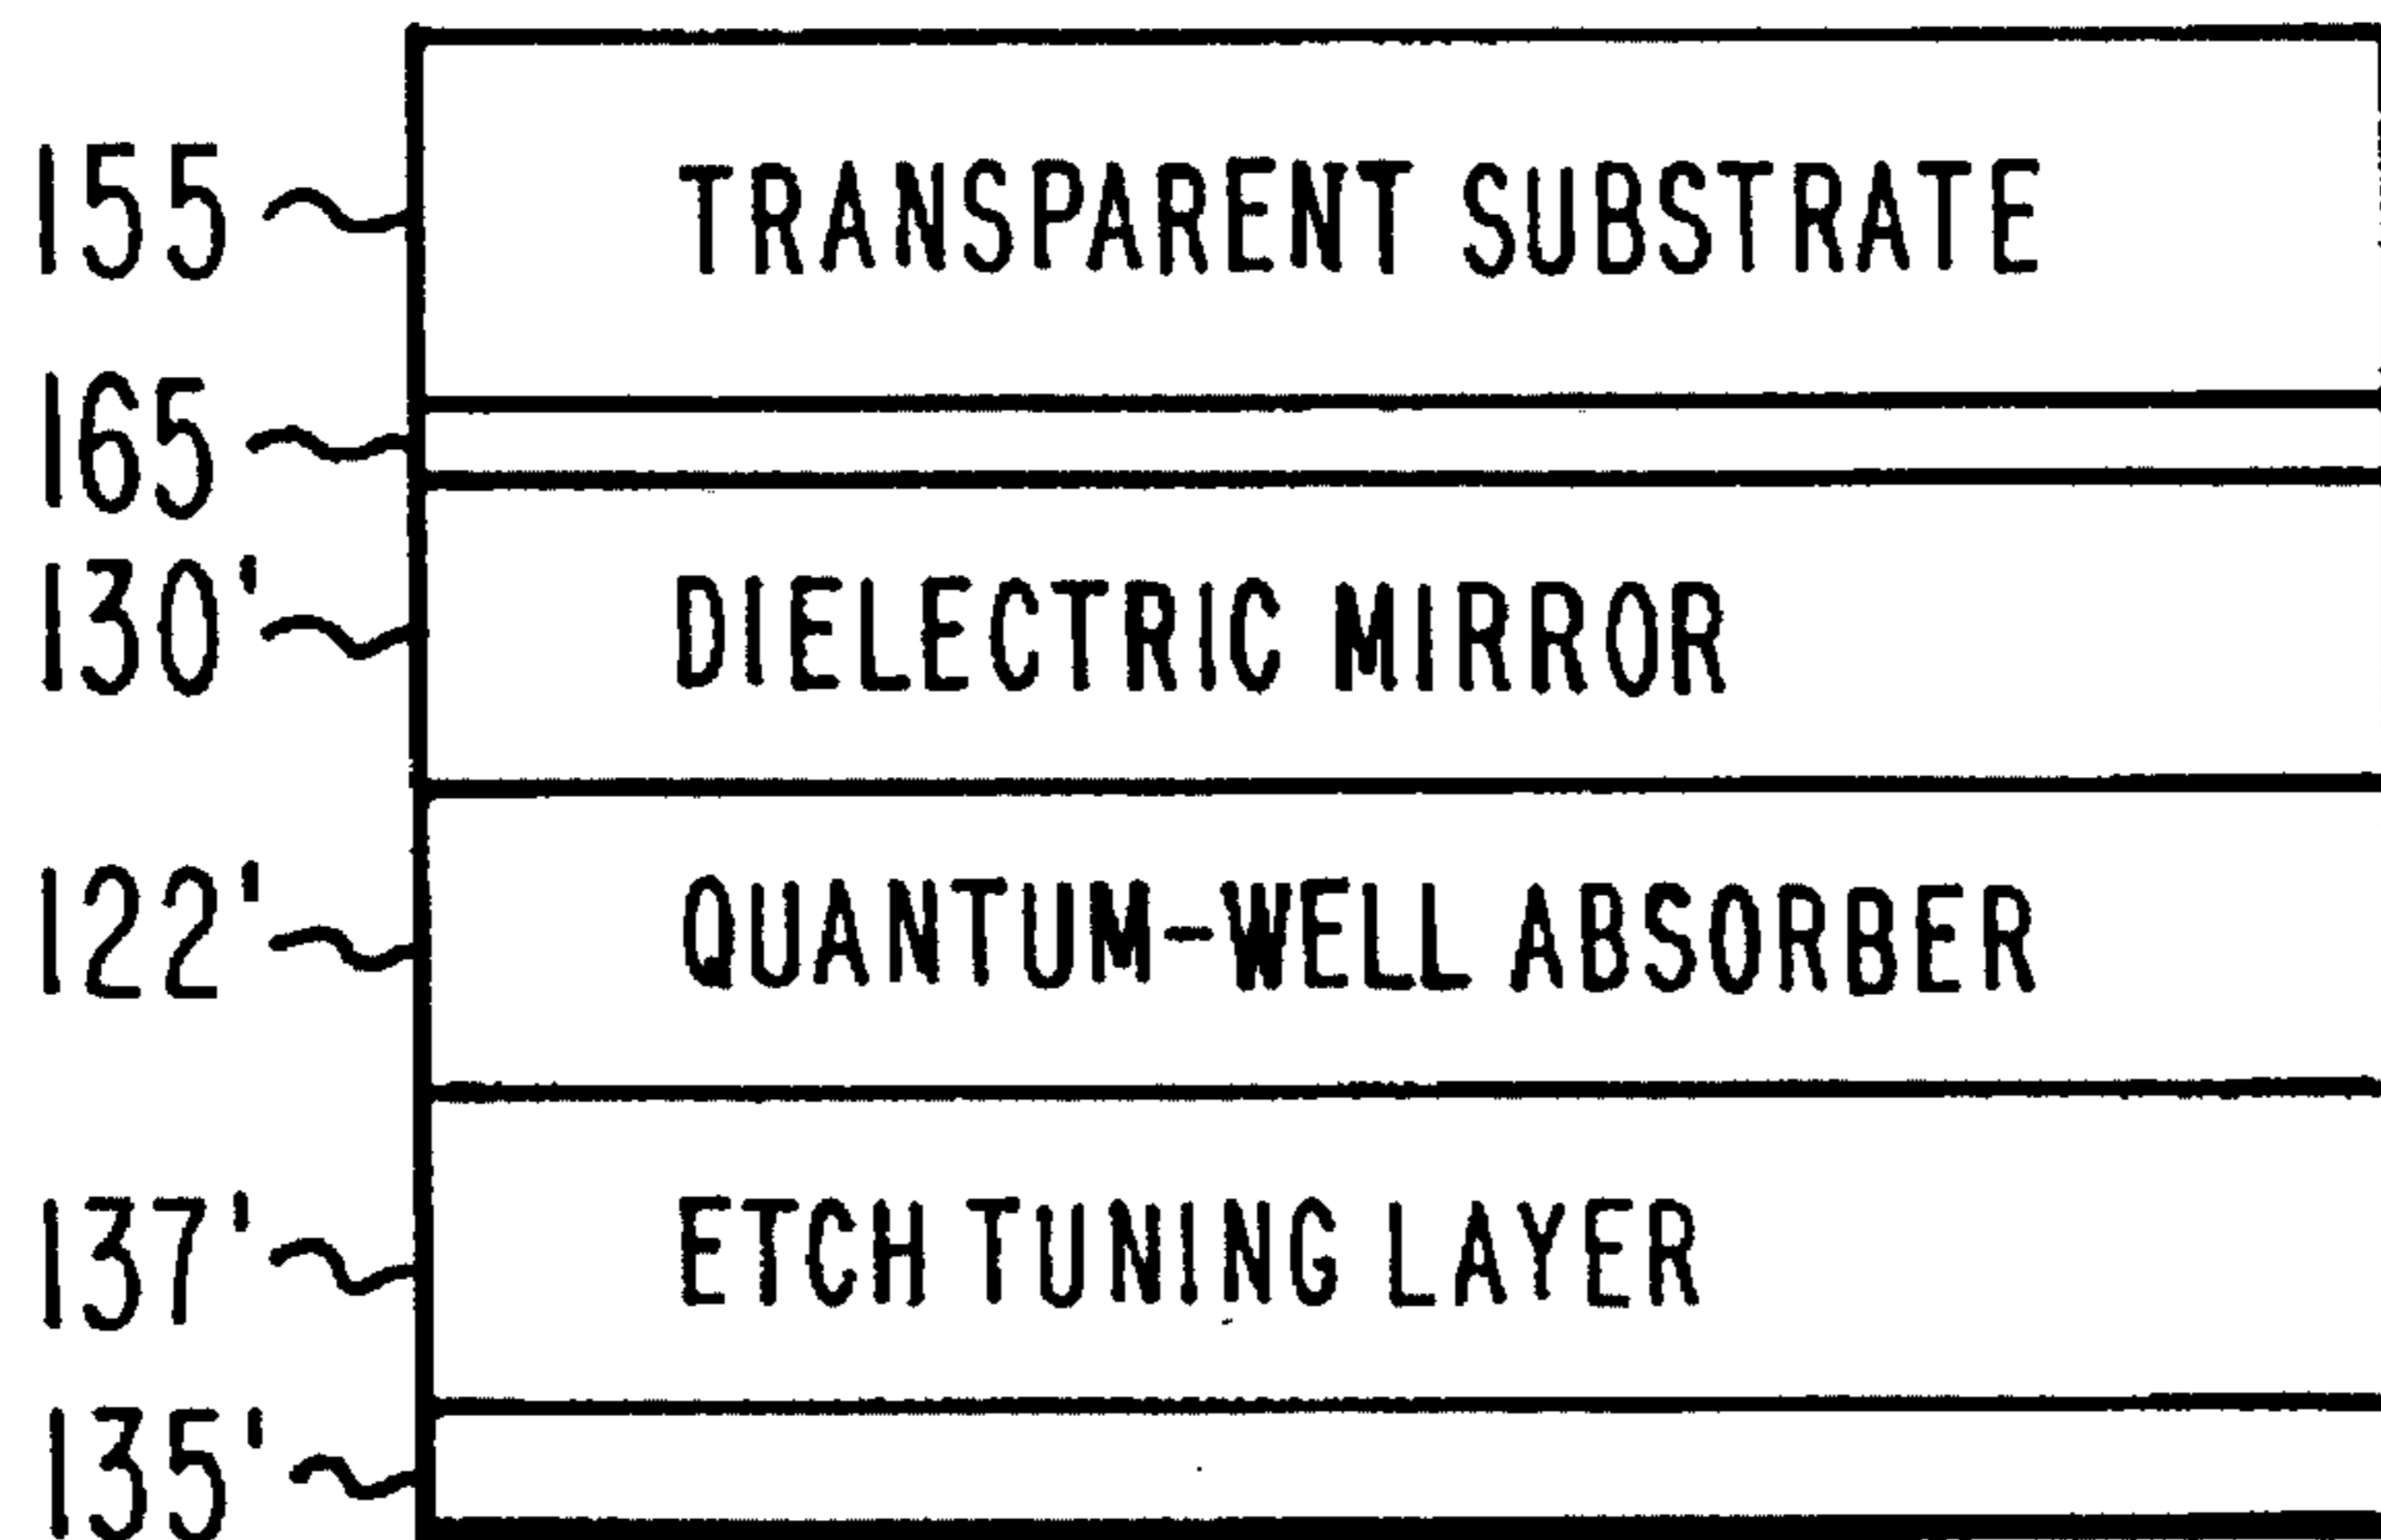 155 TRANSPARENT SUBSTRATE
165
130' DIELECTRIC MIRROR
122' QUANTUM-WELL ABSORBER
137' ETCH TUNING LAYER
135'